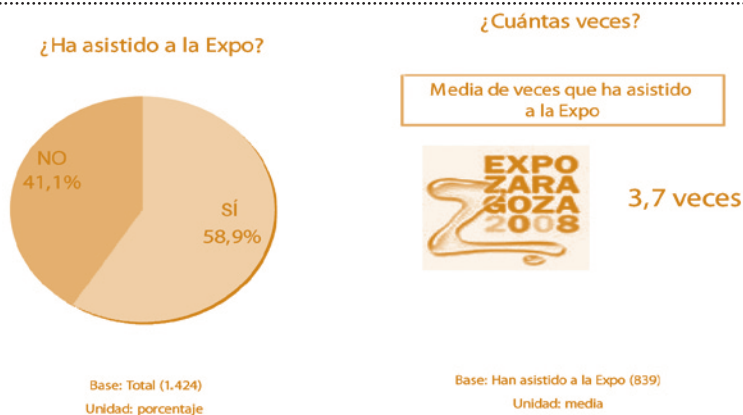 ¿Ha asistido a la Expo?
NO
41,1%
SÍ
58,9%
Base: Total (1.424)
Unidad: porcentaje
¿Cuántas veces?
Media de veces que ha asistido
a la Expo
EXPO
ZARA
GOZA
2008
3,7 veces
Base: Han asistido a la Expo (839)
Unidad: media